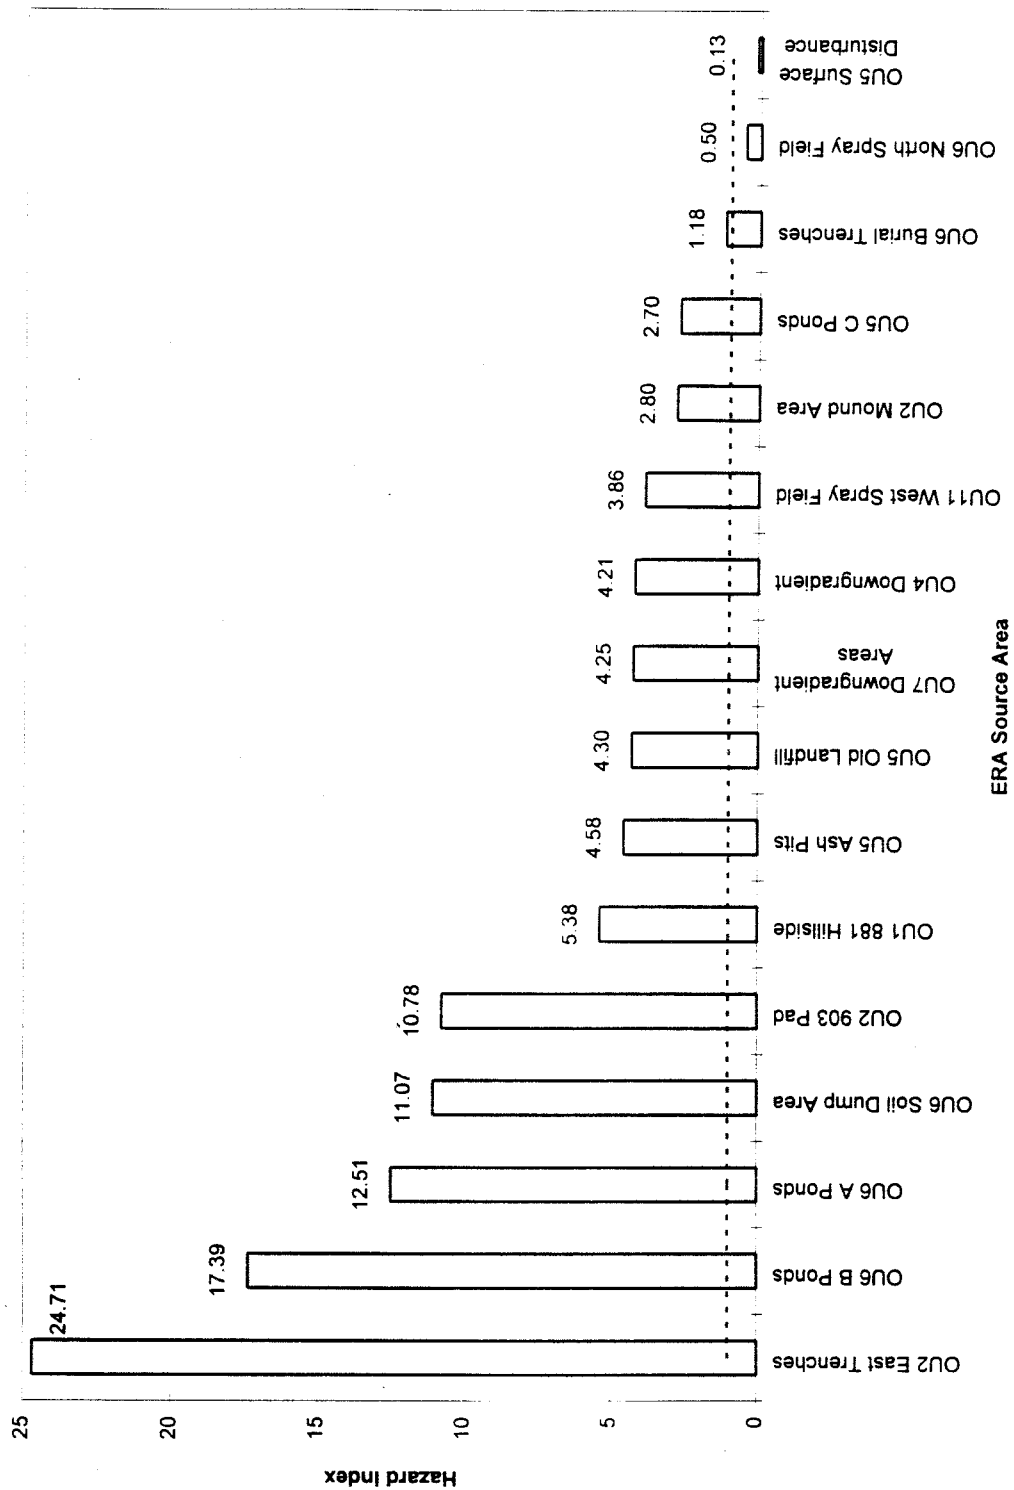 Hazard Index
25
20
15
10
5
0
24.71
17.39
12.51
11.07
10.78
5.38
4.58
4.30
4.25
4.21
3.86
2.80
2.70
1.18
0.50
0.13
OU2 East Trenches
OU6 B Ponds
OU6 A Ponds
OU6 Soil Dump Area
OU2 903 Pad
OU1 881 Hillside
OU5 Ash Pits
OU5 Old Landfill
OU7 Downgradient
Areas
OU4 Downgradient
OU11 West Spray Field
OU2 Mound Area
OU5 C Ponds
OU6 Burial Trenches
OU6 North Spray Field
OU5 Surface
Disturbance
ERA Source Area